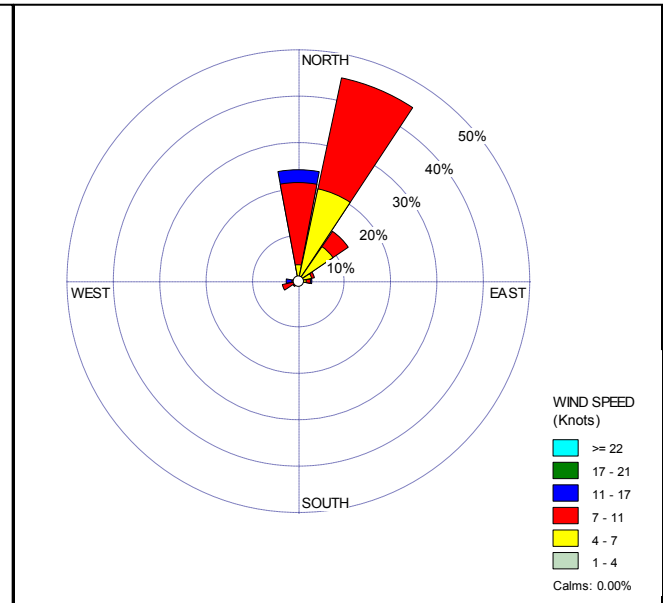 NORTH
50%
40%
30%
20%
10%
WEST
EAST
SOUTH
WIND SPEED
(Knots)
>= 22
17 - 21
11 - 17
7 - 11
4 - 7
1 - 4
Calms: 0.00%